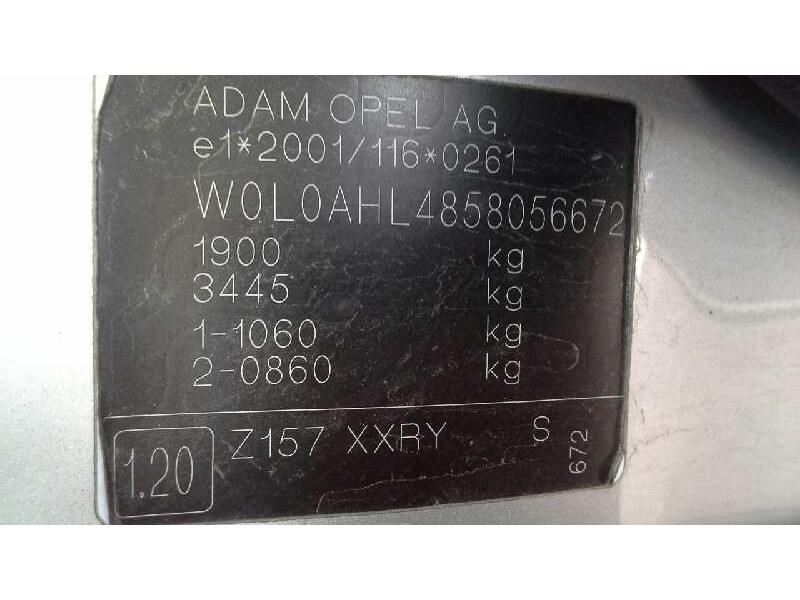 ADAM OPEL AG.
e1*2001/116*0261
W0L0AHL4858056672
1900 kg
3445 kg
1-1060 kg
2-0860 kg
1.20 Z157 XXRY S 672